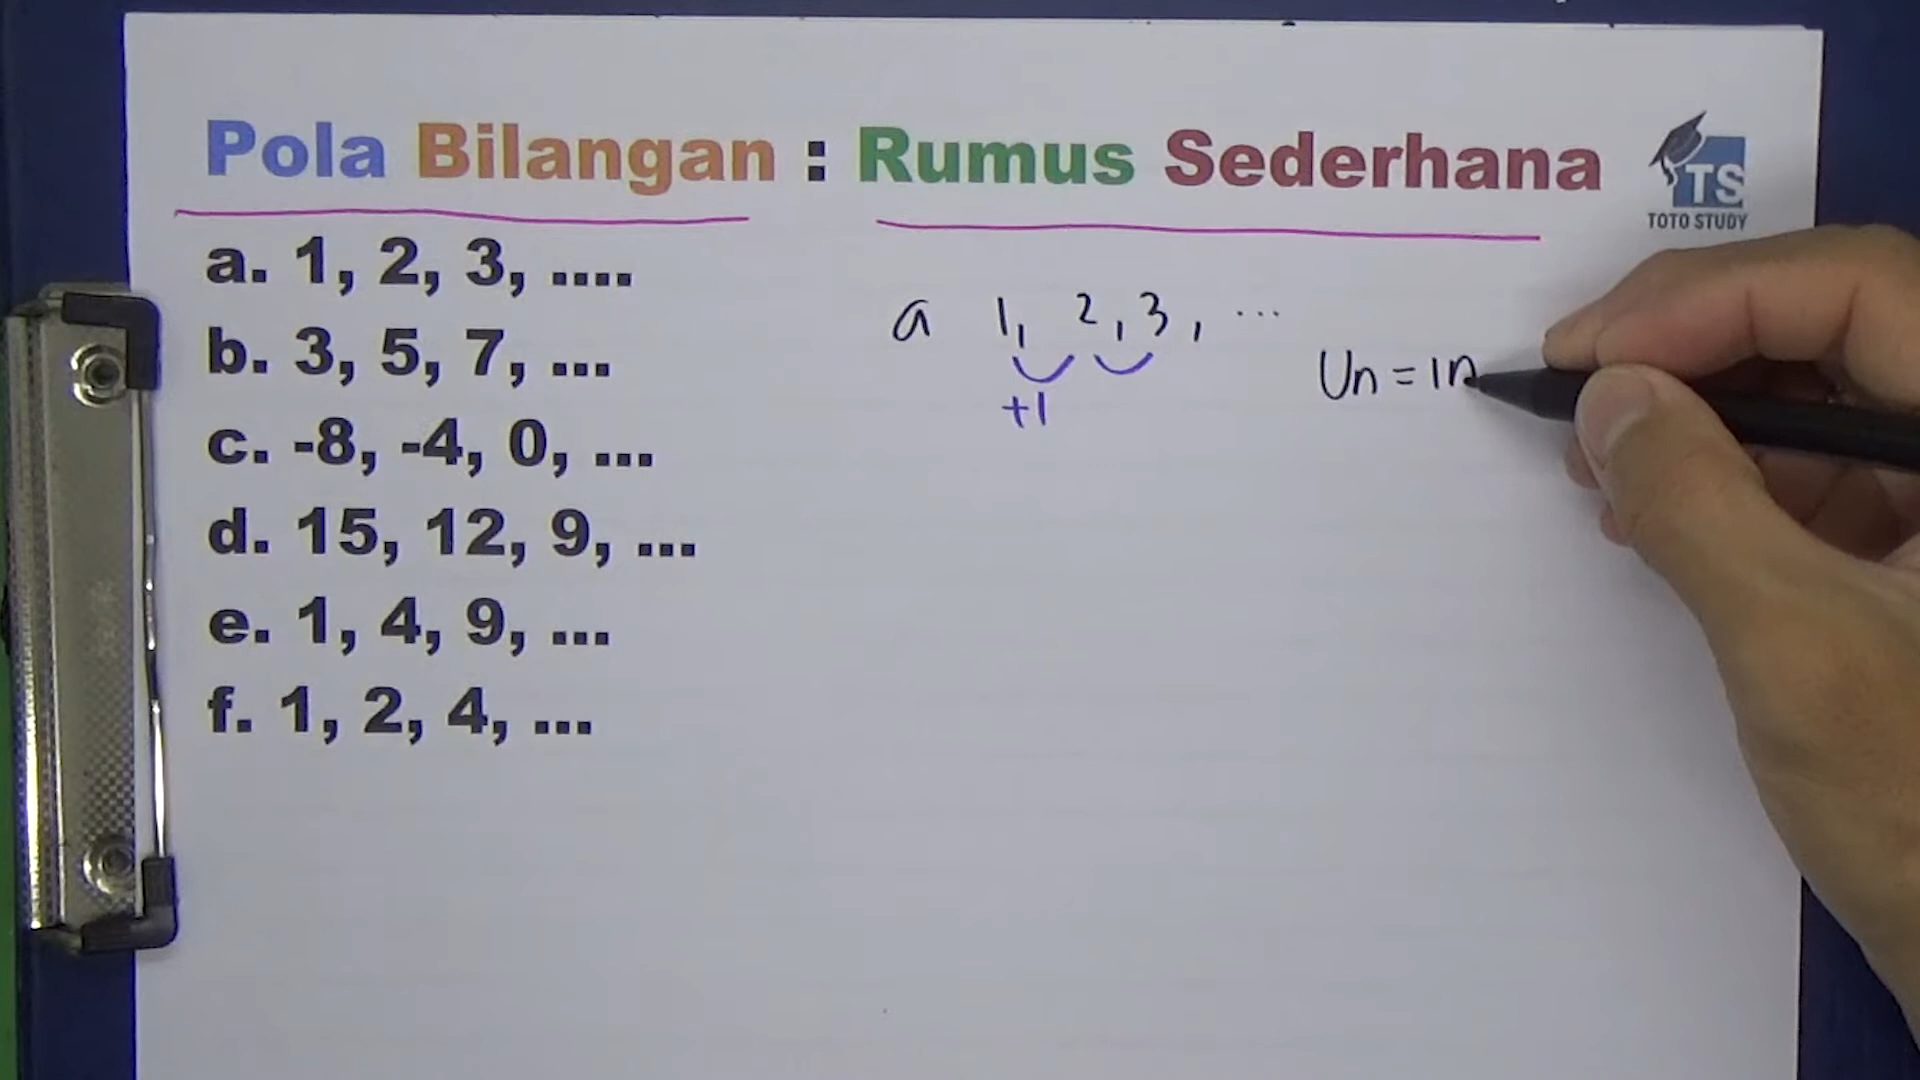 Pola Bilangan : Rumus Sederhana
TS
TOTO STUDY
a. 1, 2, 3, ....
b. 3, 5, 7, ...
c. -8, -4, 0, ...
d. 15, 12, 9, ...
e. 1, 4, 9, ...
f. 1, 2, 4, ...
a 1, 2, 3, ...
+1
Un = 1n